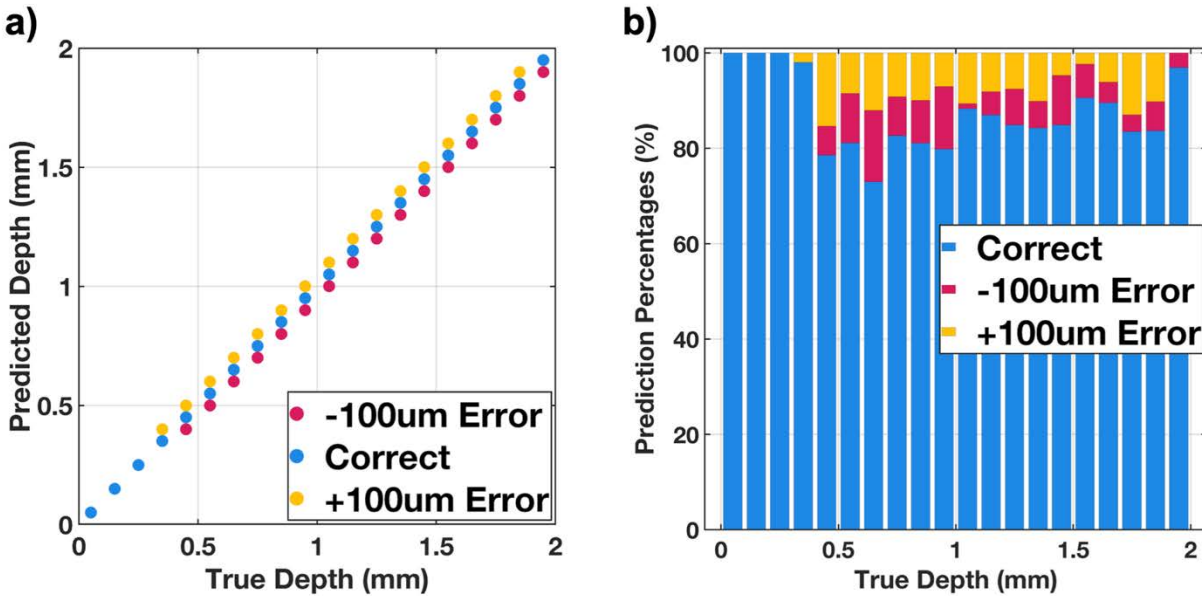 a)
Predicted Depth (mm)
2
1.5
1
0.5
0
-100um Error
Correct
+100um Error
0 0.5 1 1.5 2
True Depth (mm)
b)
Prediction Percentages (%)
100
80
60
40
20
0
Correct
-100um Error
+100um Error
0 0.5 1 1.5 2
True Depth (mm)